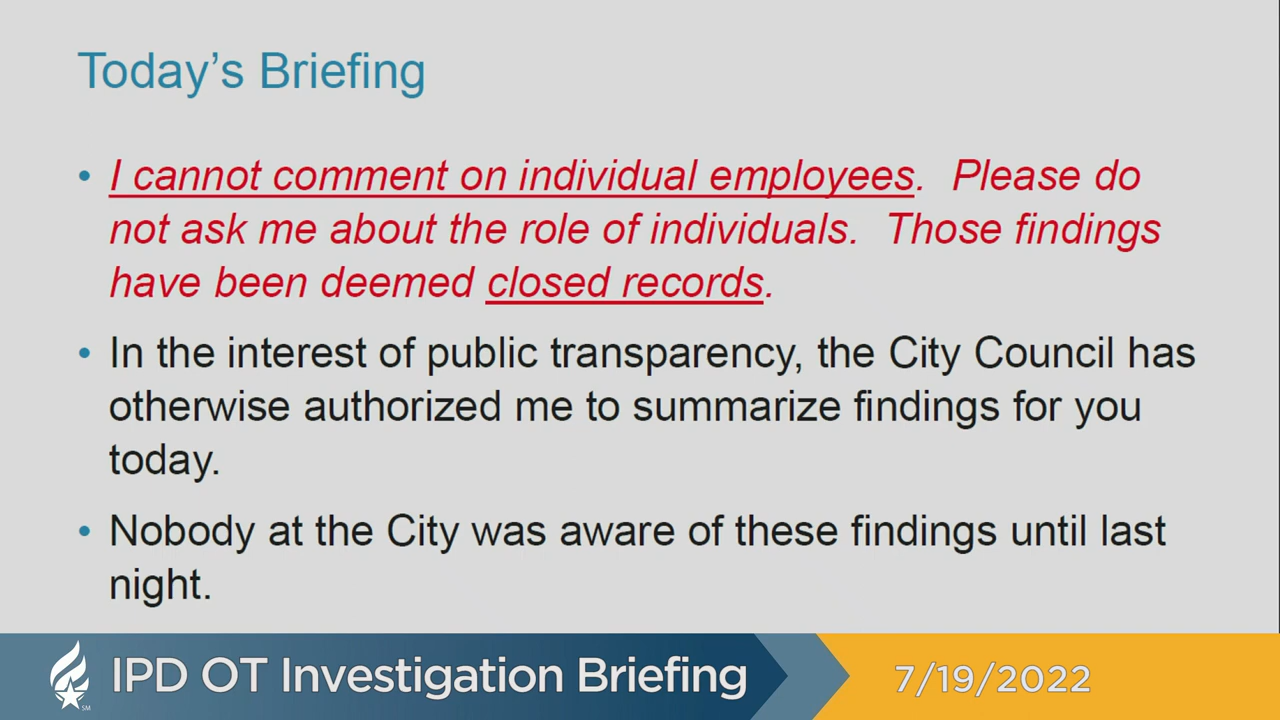 Today’s Briefing
• I cannot comment on individual employees.  Please do
not ask me about the role of individuals.  Those findings
have been deemed closed records.
• In the interest of public transparency, the City Council has
otherwise authorized me to summarize findings for you
today.
• Nobody at the City was aware of these findings until last
night.
SM
IPD OT Investigation Briefing
7/19/2022